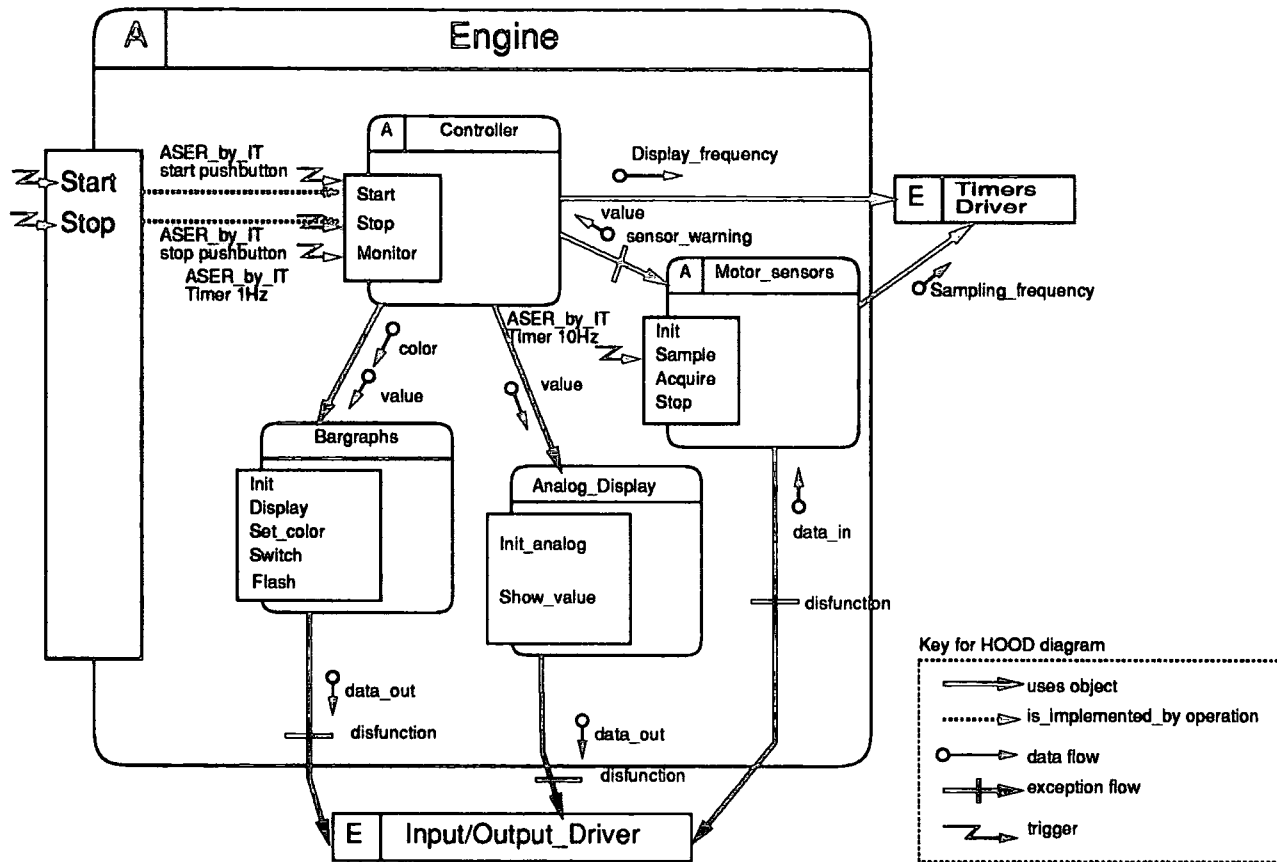 A Engine
A Controller
ASER_by_IT
start pushbutton
Start
Stop
ASER_by_IT
stop pushbutton
ASER_by_IT
Timer 1Hz
Start
Stop
Monitor
Display_frequency
E Timers
Driver
value
sensor_warning
A Motor_sensors
Sampling_frequency
ASER_by_IT
Timer 10Hz
Init
Sample
Acquire
Stop
color
value
value
Bargraphs
Init
Display
Set_color
Switch
Flash
Analog_Display
Init_analog
Show_value
data_in
disfunction
data_out
disfunction
data_out
disfunction
E Input/Output_Driver
Key for HOOD diagram
uses object
is_implemented_by operation
data flow
exception flow
trigger